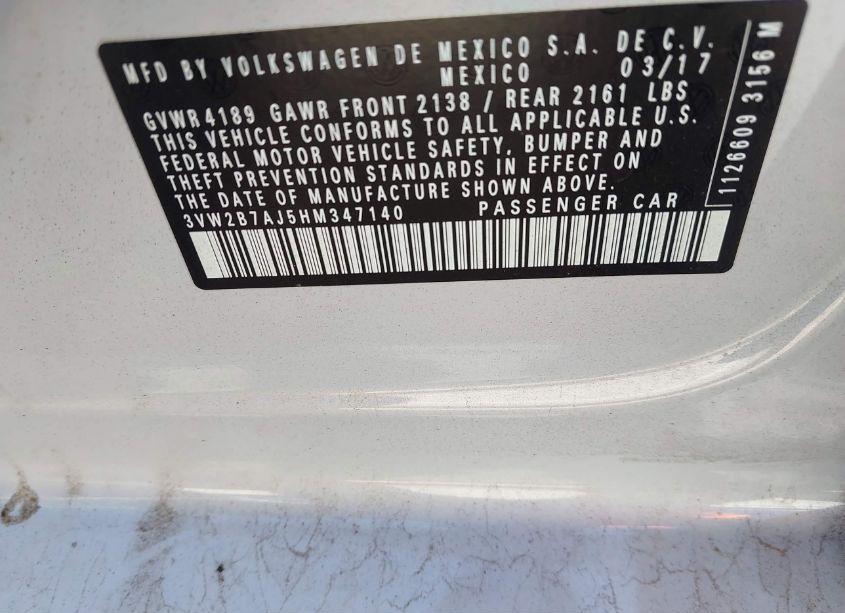 MFD BY VOLKSWAGEN DE MEXICO S.A. DE C.V.
MEXICO 03/17
GVWR 4189 GAWR FRONT 2138 / REAR 2161 LBS
THIS VEHICLE CONFORMS TO ALL APPLICABLE U.S.
FEDERAL MOTOR VEHICLE SAFETY, BUMPER AND
THEFT PREVENTION STANDARDS IN EFFECT ON
THE DATE OF MANUFACTURE SHOWN ABOVE.
3VW2B7AJ5HM347140 PASSENGER CAR
1126609 3156 M